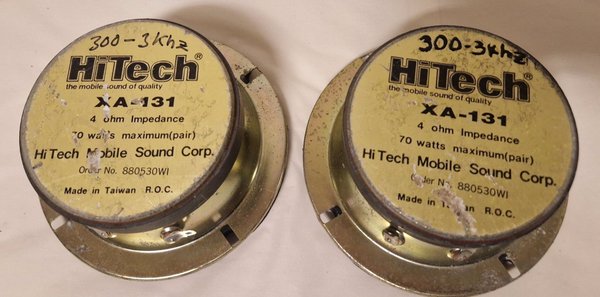 300-3khz
HiTech®
the mobile sound of quality
XA-131
4 ohm Impedance
70 watts maximum(pair)
HiTech Mobile Sound Corp.
Order No. 880530WI
Made in Taiwan R.O.C.
300-3khz
HiTech®
the mobile sound of quality
XA-131
4 ohm Impedance
70 watts maximum(pair)
HiTech Mobile Sound Corp.
Order No. 880530WI
Made in Taiwan R.O.C.